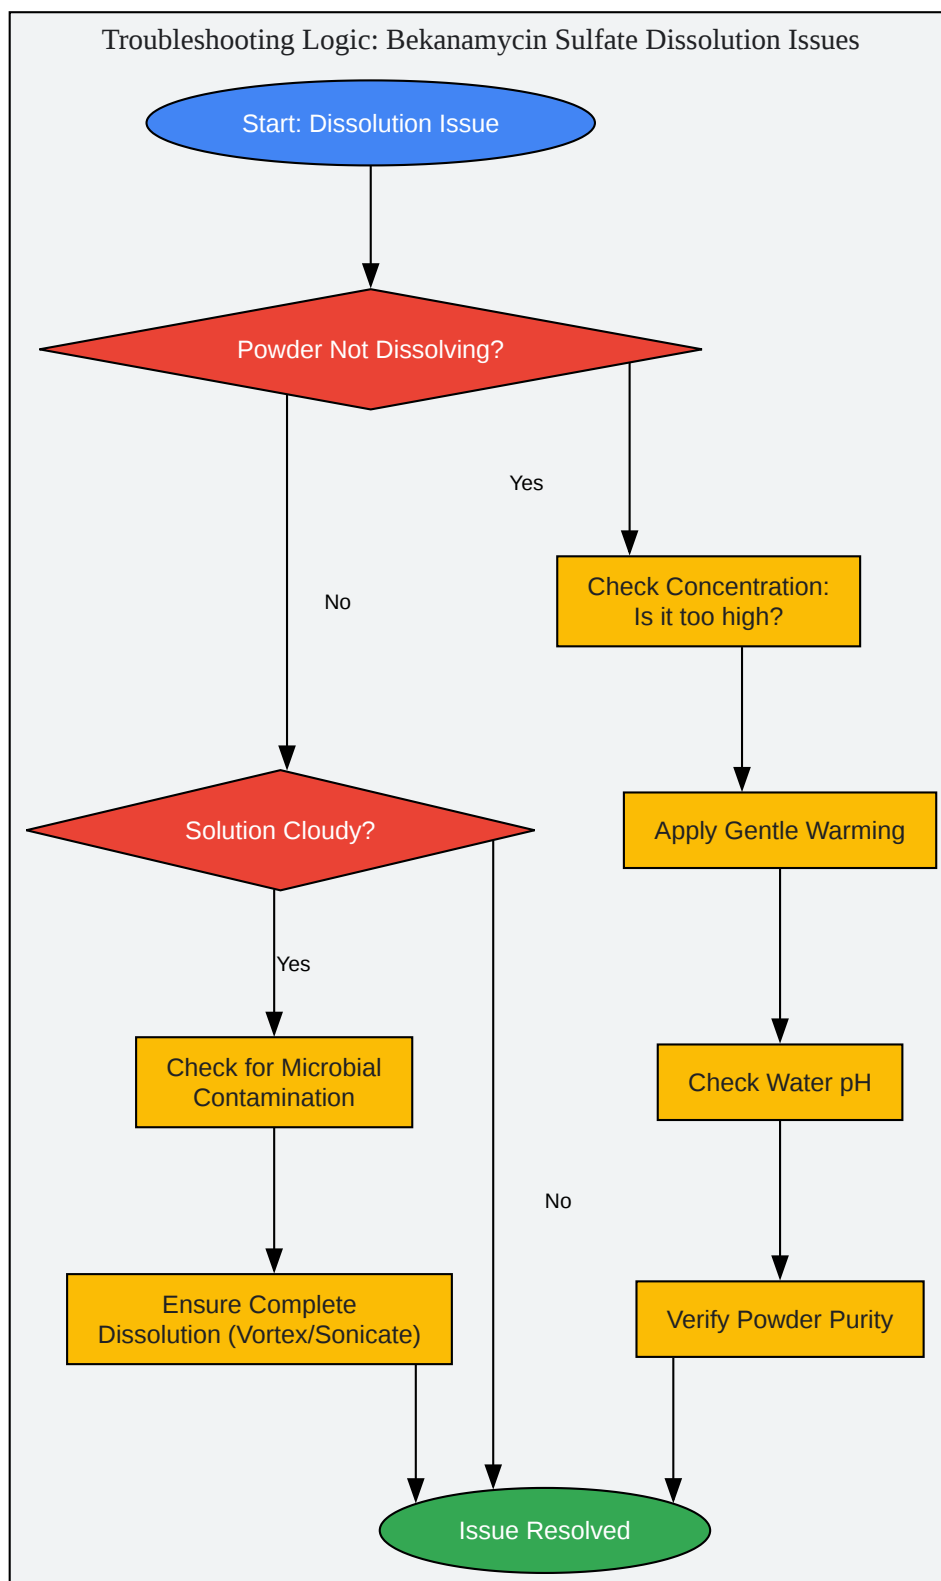 Troubleshooting Logic: Bekanamycin Sulfate Dissolution Issues
Start: Dissolution Issue
Powder Not Dissolving?
Yes
Check Concentration:
Is it too high?
No
Apply Gentle Warming
Solution Cloudy?
Yes
Check for Microbial
Contamination
Check Water pH
No
Ensure Complete
Dissolution (Vortex/Sonicate)
Verify Powder Purity
Issue Resolved